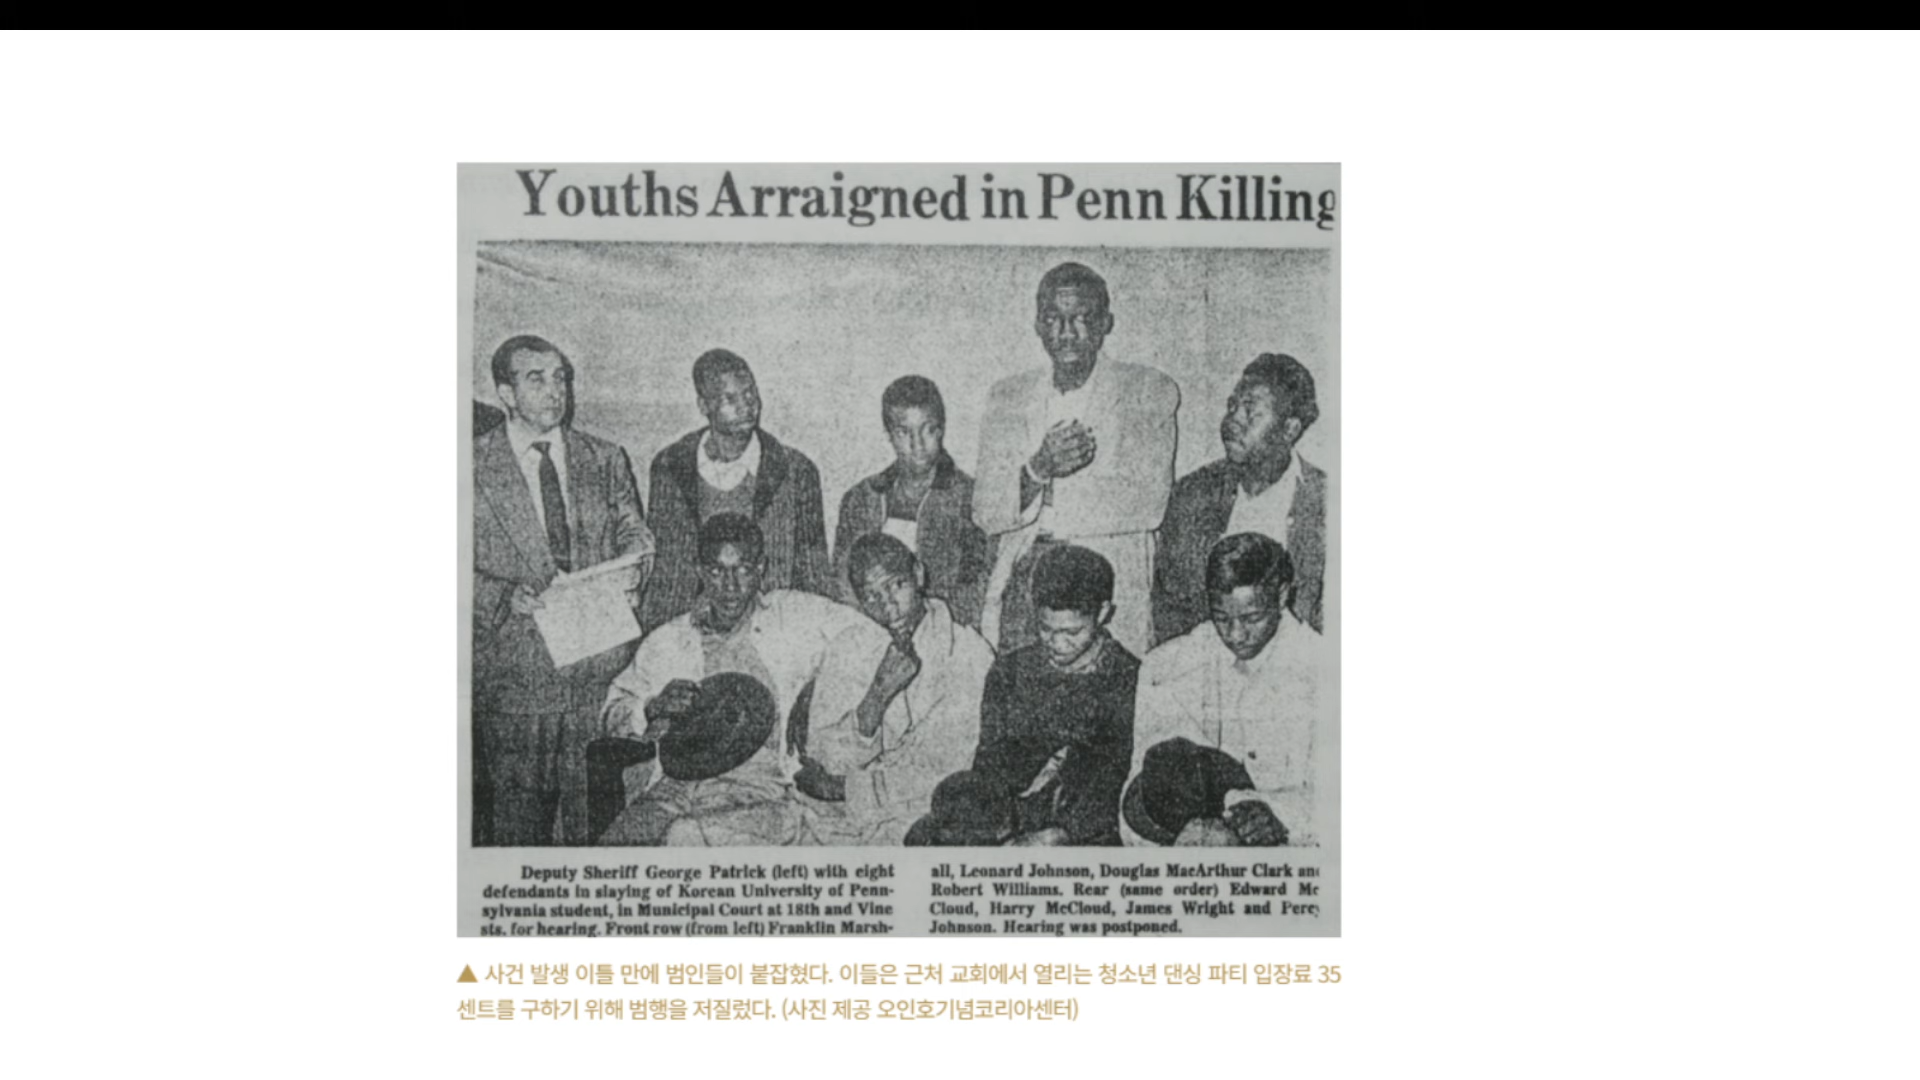 Youths Arraigned in Penn Killing
Deputy Sheriff George Patrick (left) with eight
defendants in slaying of Korean University of Penn-
sylvania student, in Municipal Court at 18th and Vine
sts. for hearing. Front row (from left) Franklin Marsh-
all, Leonard Johnson, Douglas MacArthur Clark an
Robert Williams. Rear (same order) Edward Mc
Cloud, Harry McCloud, James Wright and Percy
Johnson. Hearing was postponed.
▲ 사건 발생 이틀 만에 범인들이 붙잡혔다. 이들은 근처 교회에서 열리는 청소년 댄싱 파티 입장료 35
센트를 구하기 위해 범행을 저질렀다. (사진 제공 오인호기념코리아센터)